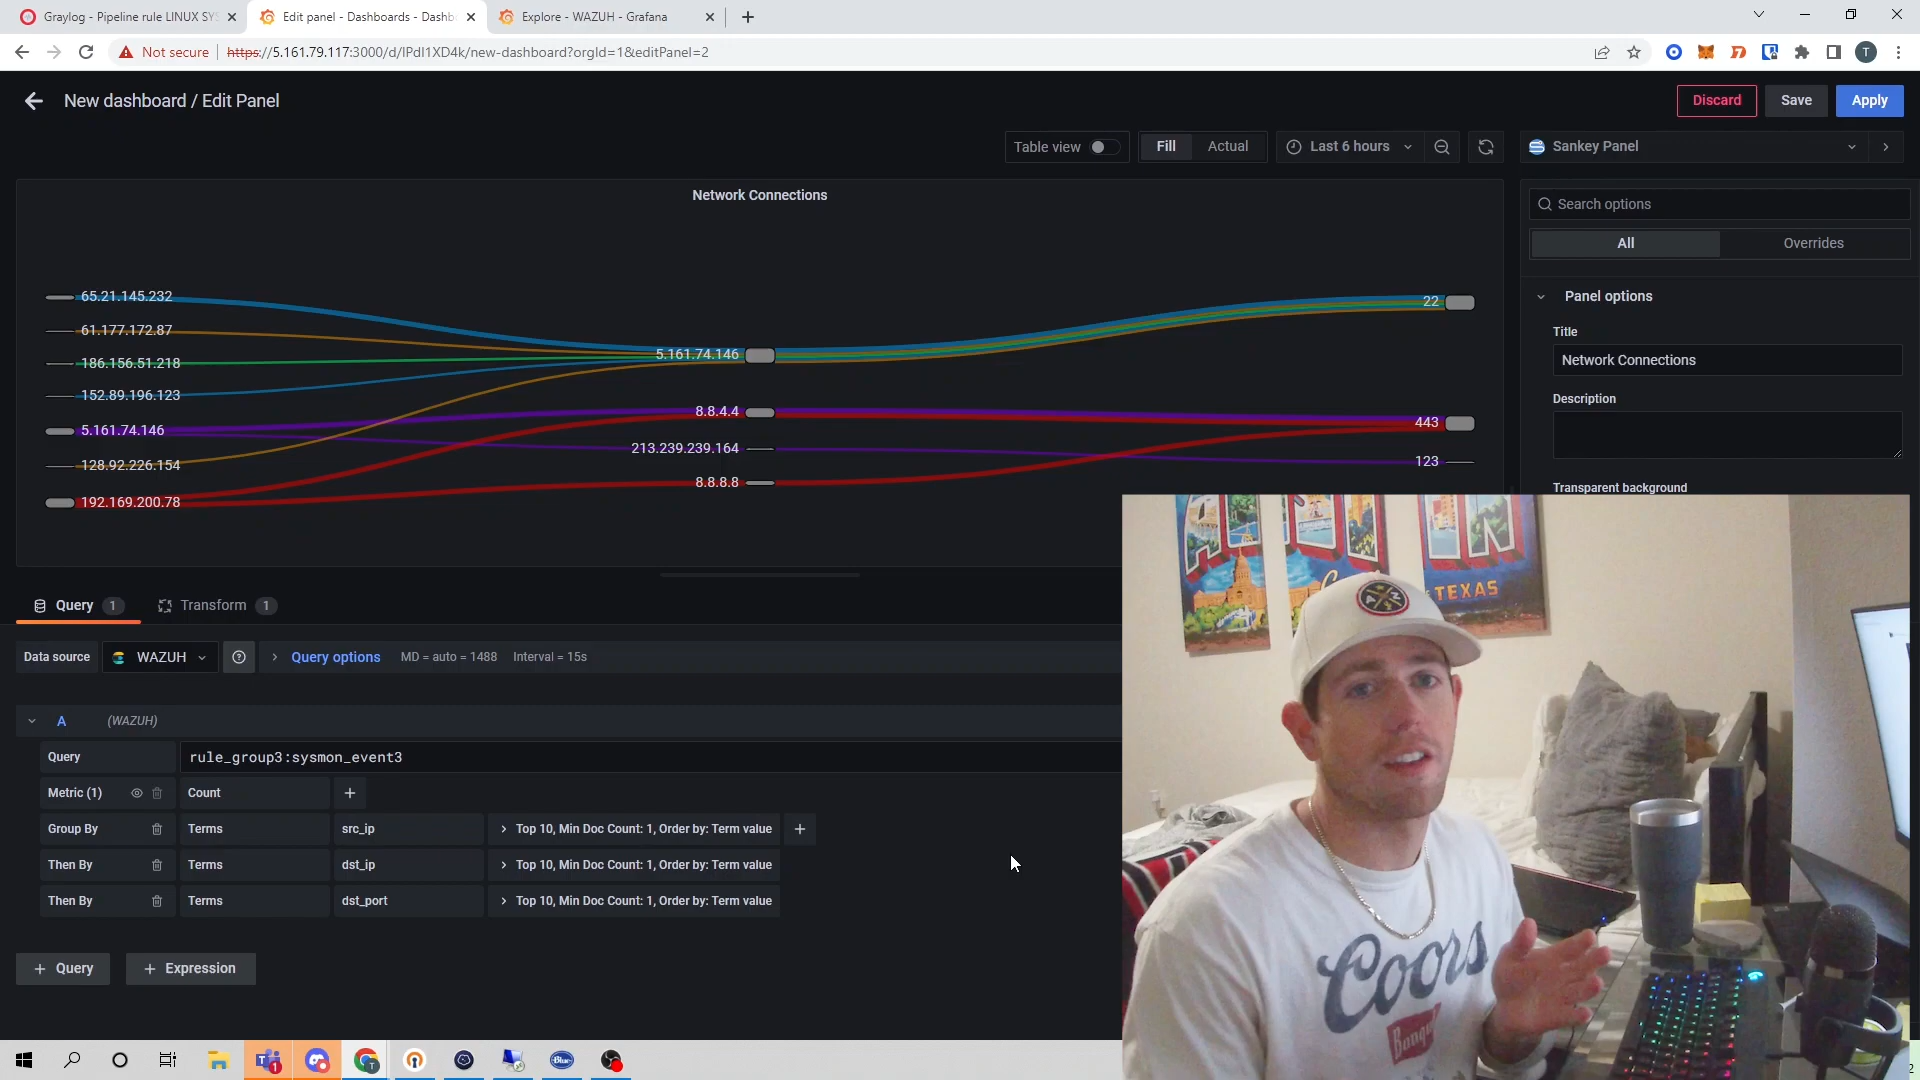 Graylog - Pipeline rule LINUX SYS
Edit panel - Dashboards - Dashb
Explore - WAZUH - Grafana
Not secure
https://5.161.79.117:3000/d/lPdI1XD4k/new-dashboard?orgId=1&editPanel=2
T
New dashboard / Edit Panel
Discard
Save
Apply
Table view
Fill
Actual
Last 6 hours
Sankey Panel
Network Connections
Search options
All
Overrides
65.21.145.232
61.177.172.87
186.156.51.218
152.89.196.123
5.161.74.146
128.92.226.154
192.169.200.78
5.161.74.146
8.8.4.4
213.239.239.164
8.8.8.8
22
443
123
Panel options
Title
Network Connections
Description
Transparent background
Query 1
Transform 1
Data source
WAZUH
Query options
MD = auto = 1488
Interval = 15s
A
(WAZUH)
Query
rule_group3:sysmon_event3
Metric (1)
Count
Group By
Terms
src_ip
Top 10, Min Doc Count: 1, Order by: Term value
Then By
Terms
dst_ip
Top 10, Min Doc Count: 1, Order by: Term value
Then By
Terms
dst_port
Top 10, Min Doc Count: 1, Order by: Term value
+ Query
+ Expression
TEXAS
Coors